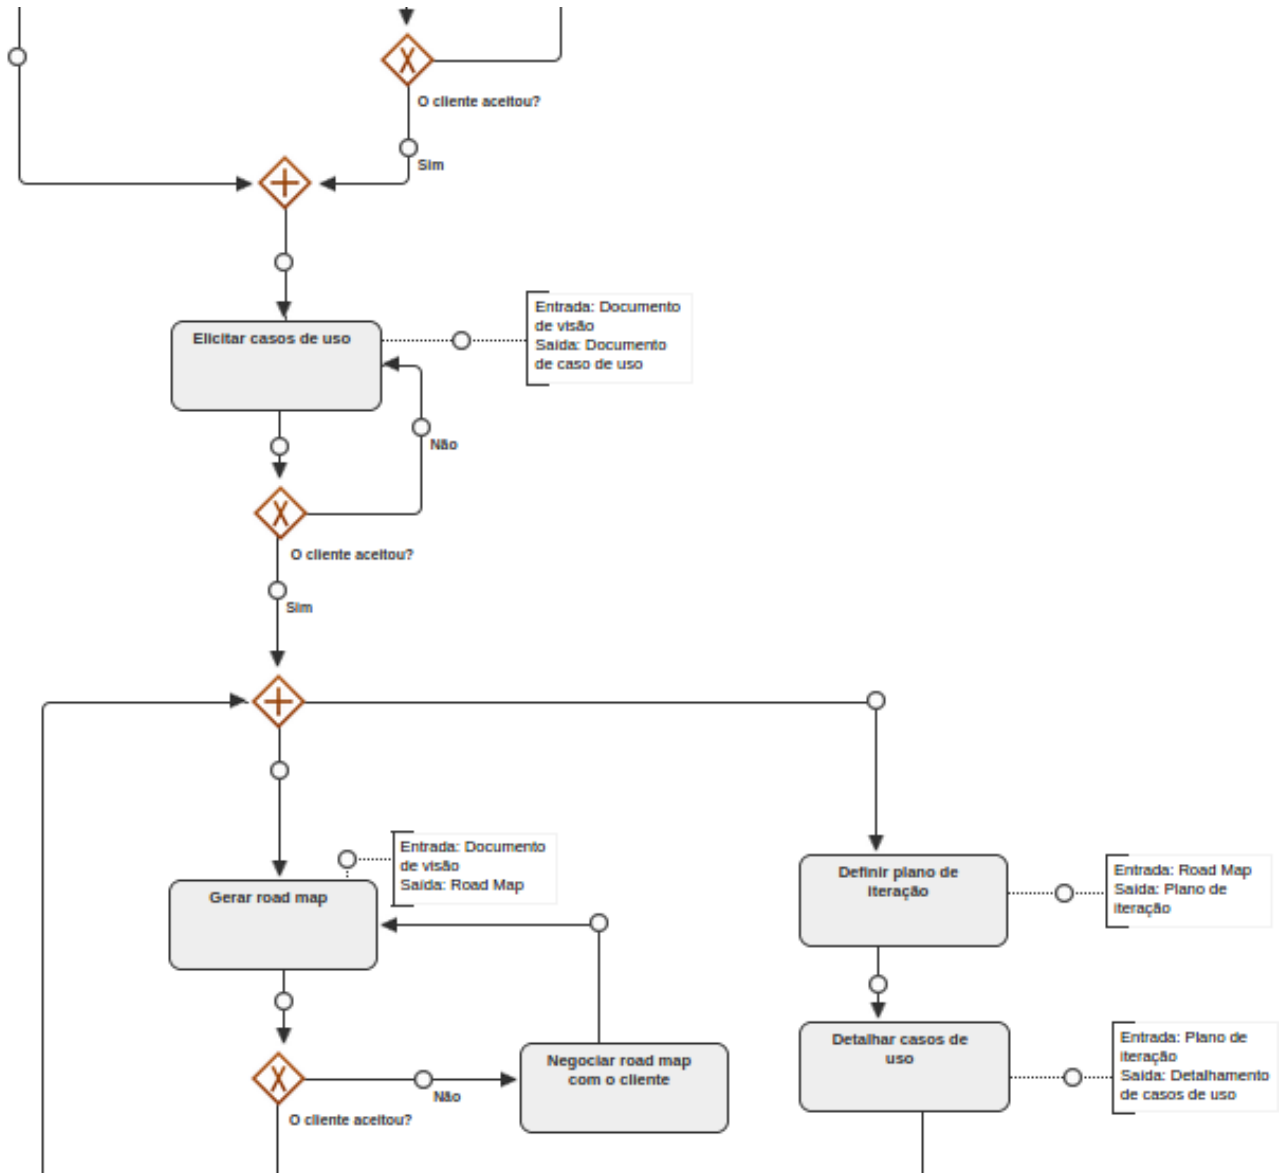 O cliente aceitou?
Sim
Elicitar casos de uso
Entrada: Documento
de visão
Saída: Documento
de caso de uso
Não
O cliente aceitou?
Sim
Entrada: Documento
de visão
Saída: Road Map
Gerar road map
Definir plano de
iteração
Entrada: Road Map
Saída: Plano de
iteração
Detalhar casos de
uso
Entrada: Plano de
iteração
Saída: Detalhamento
de casos de uso
Negociar road map
com o cliente
Não
O cliente aceitou?